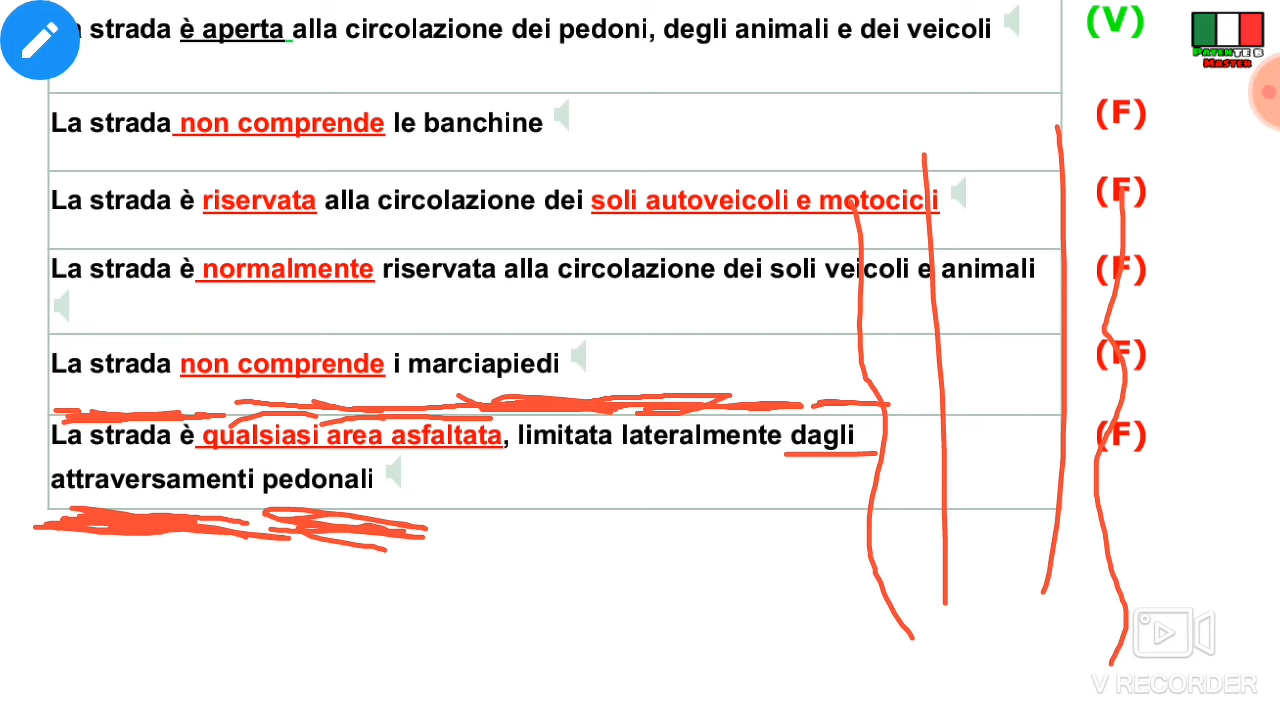 strada è aperta alla circolazione dei pedoni, degli animali e dei veicoli (V)
PATENTE B
MASTER
La strada non comprende le banchine (F)
La strada è riservata alla circolazione dei soli autoveicoli e motocicli (F)
La strada è normalmente riservata alla circolazione dei soli veicoli e animali (F)
La strada non comprende i marciapiedi (F)
La strada è qualsiasi area asfaltata, limitata lateralmente dagli (F)
attraversamenti pedonali
V RECORDER